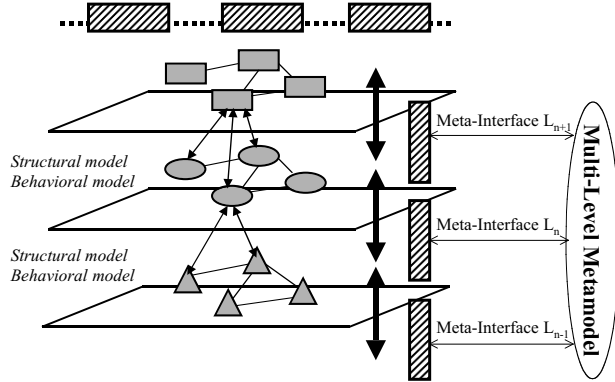 Meta-Interface Ln+1
Structural model
Behavioral model
Meta-Interface Ln
Structural model
Behavioral model
Meta-Interface Ln-1
Multi-Level Metamodel